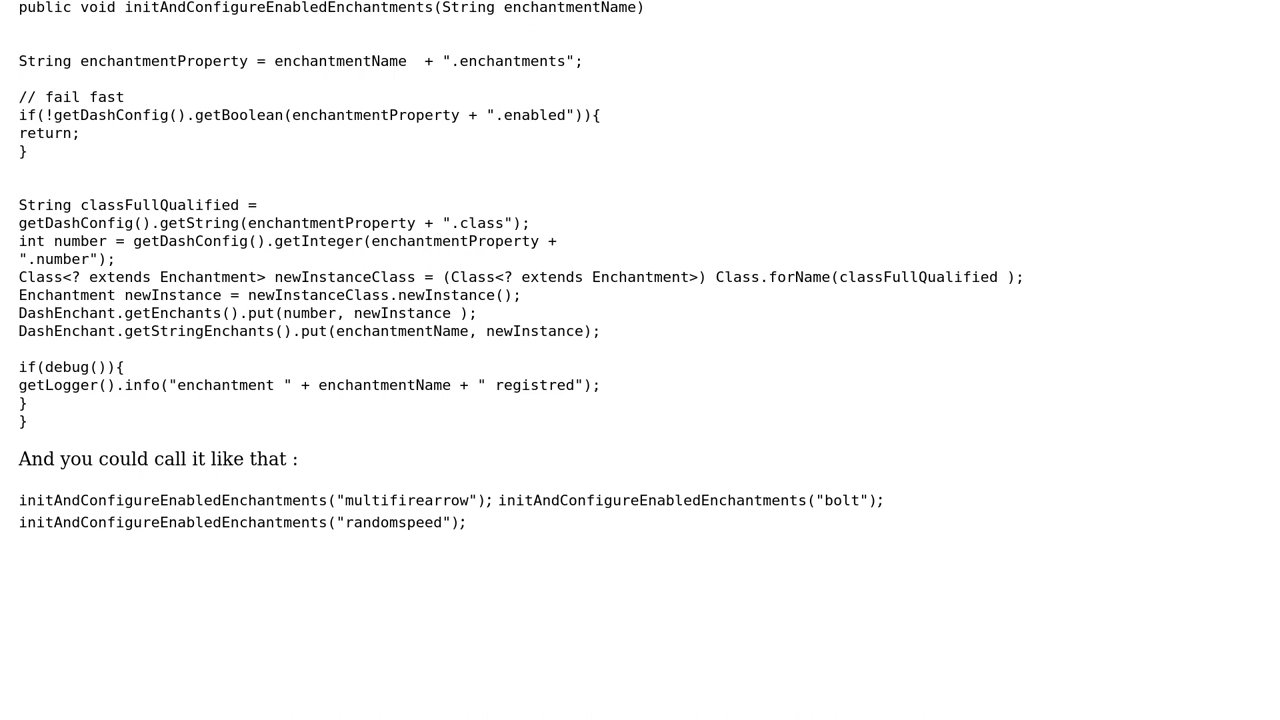 public void initAndConfigureEnabledEnchantments(String enchantmentName)
String enchantmentProperty = enchantmentName  + ".enchantments";
// fail fast
if(!getDashConfig().getBoolean(enchantmentProperty + ".enabled")){
return;
}
String classFullQualified =
getDashConfig().getString(enchantmentProperty + ".class");
int number = getDashConfig().getInteger(enchantmentProperty +
".number");
Class<? extends Enchantment> newInstanceClass = (Class<? extends Enchantment>) Class.forName(classFullQualified );
Enchantment newInstance = newInstanceClass.newInstance();
DashEnchant.getEnchants().put(number, newInstance );
DashEnchant.getStringEnchants().put(enchantmentName, newInstance);
if(debug()){
getLogger().info("enchantment " + enchantmentName + " registred");
}
}
And you could call it like that :
initAndConfigureEnabledEnchantments("multifirearrow"); initAndConfigureEnabledEnchantments("bolt");
initAndConfigureEnabledEnchantments("randomspeed");